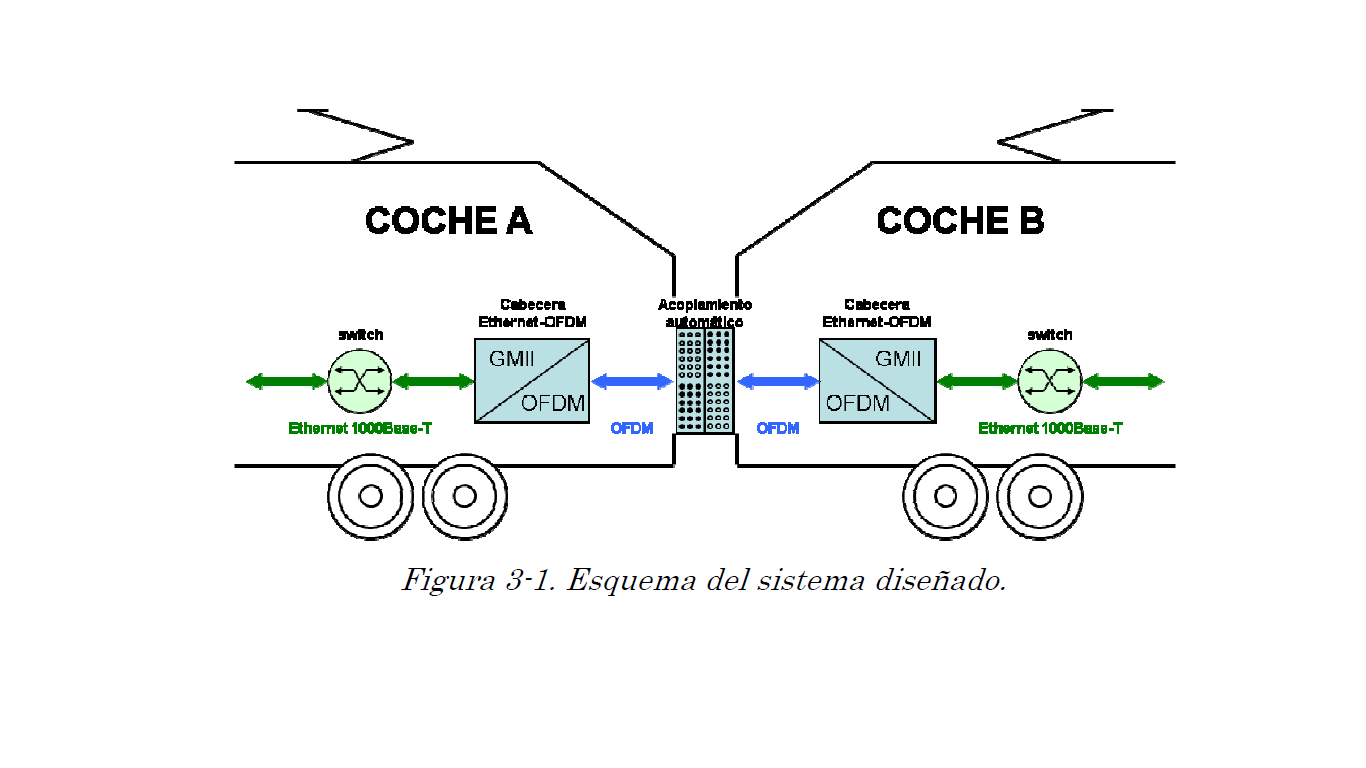 COCHE A
COCHE B
Cabecera
Ethernet-OFDM
Acoplamiento
automático
Cabecera
Ethernet-OFDM
switch
switch
GMII
OFDM
GMII
OFDM
Ethernet 1000Base-T
OFDM
OFDM
Ethernet 1000Base-T
Figura 3-1. Esquema del sistema diseñado.